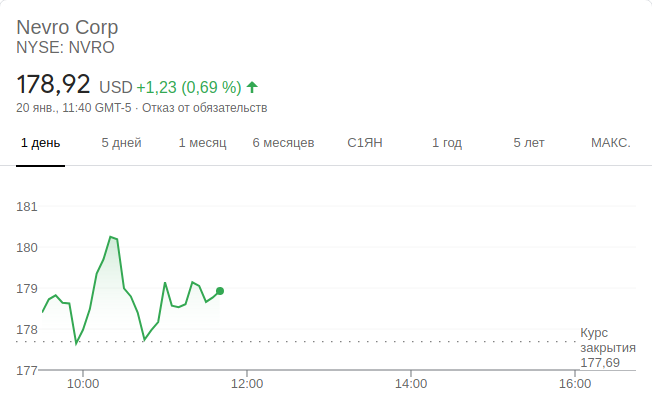 Nevro Corp
NYSE: NVRO
178,92 USD +1,23 (0,69 %)
20 янв., 11:40 GMT-5 · Отказ от обязательств
1 день 5 дней 1 месяц 6 месяцев С1ЯН 1 год 5 лет МАКС.
181
180
179
178
Курс
закрытия
177,69
177
10:00 12:00 14:00 16:00